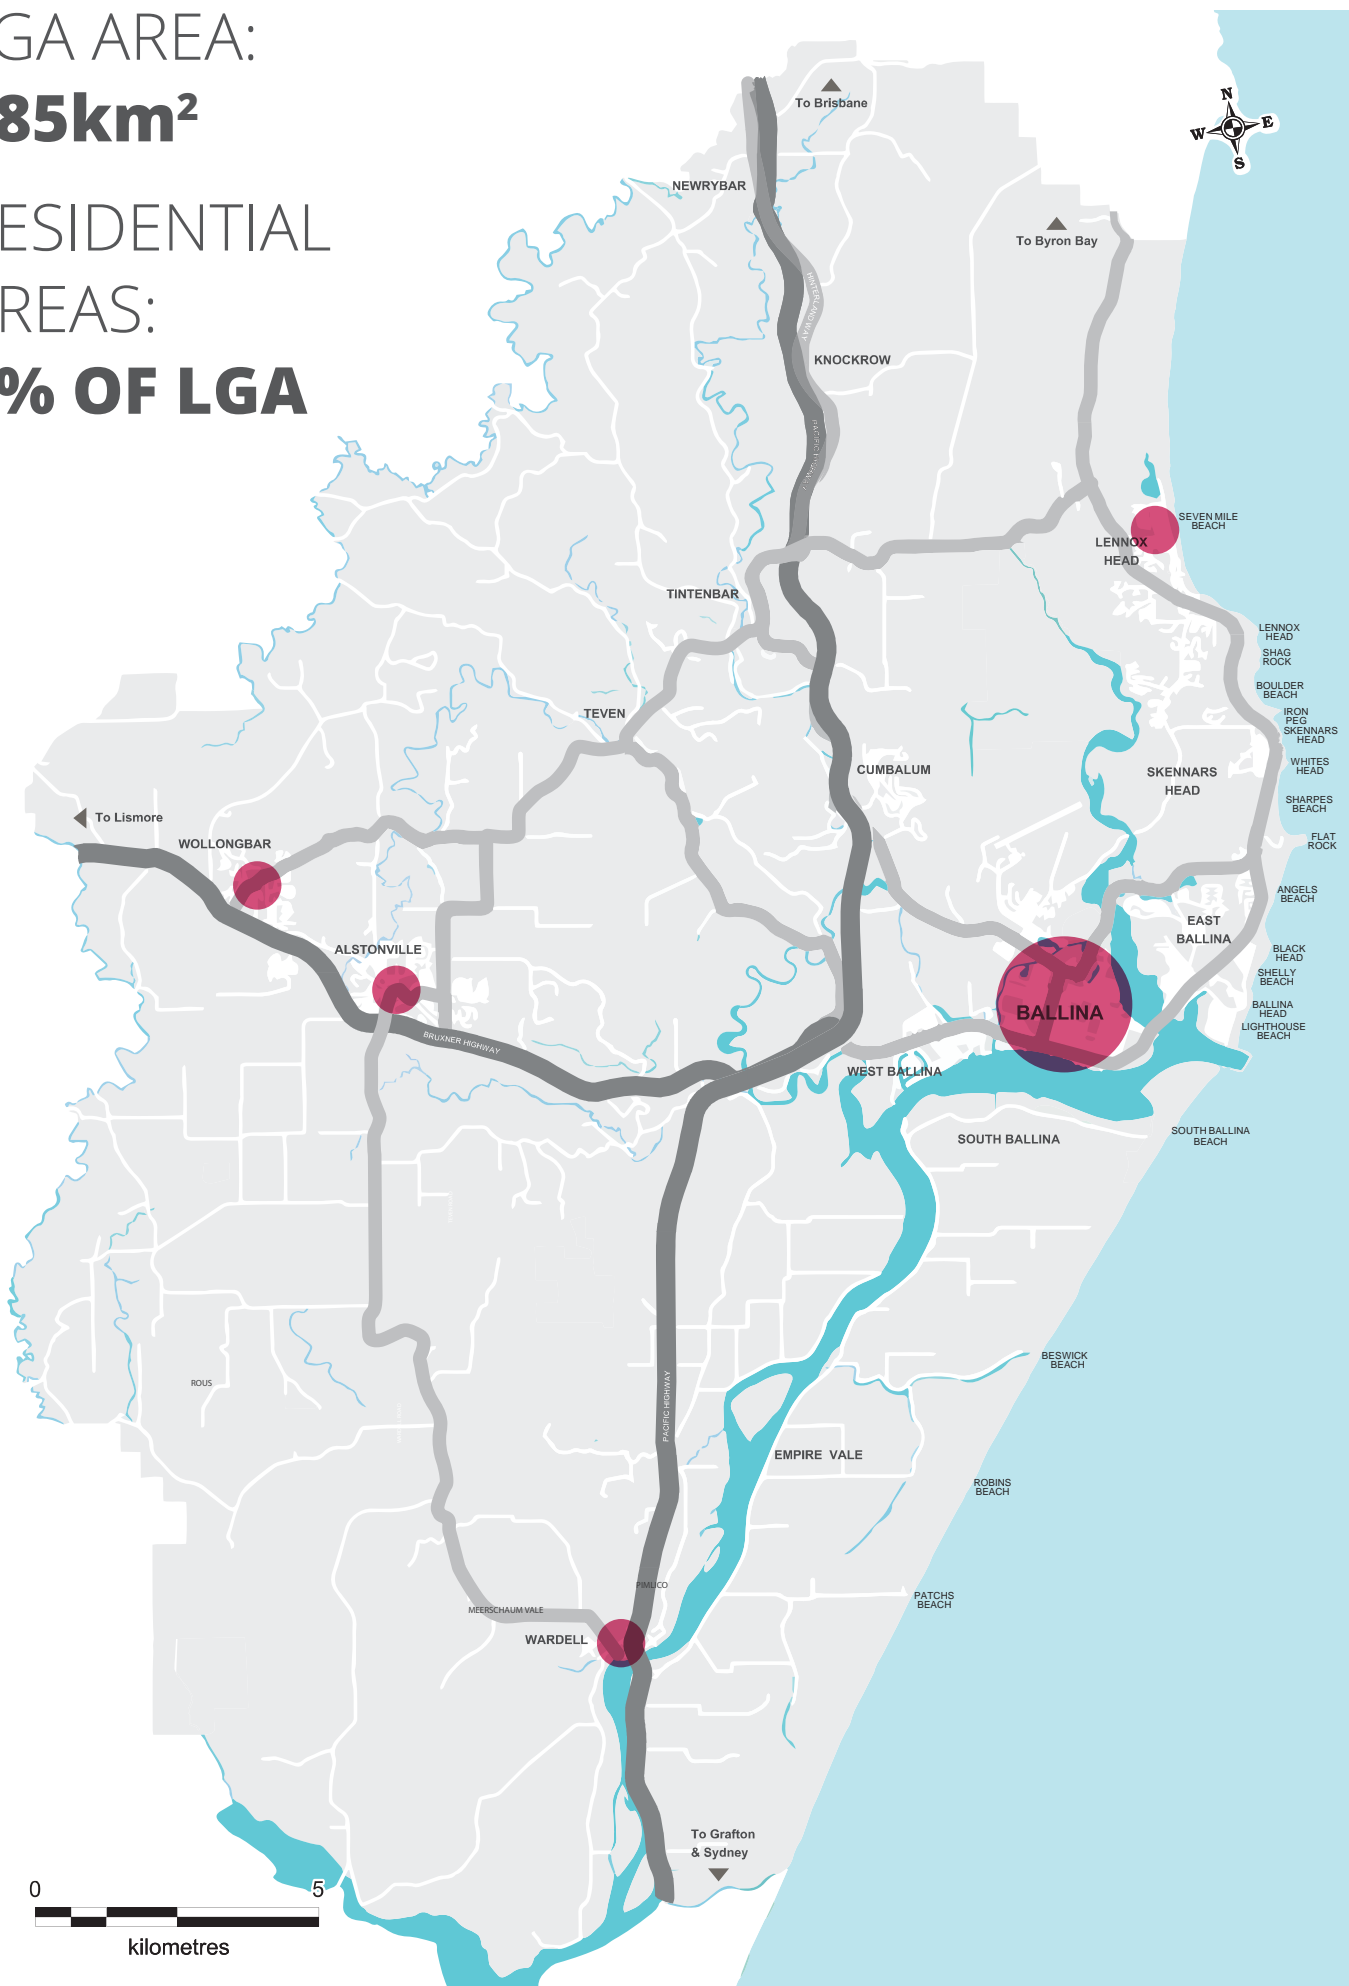 GA AREA:
85km²
ESIDENTIAL
REAS:
% OF LGA
N
W
E
S
To Brisbane
NEWRYBAR
To Byron Bay
HINTERLAND WAY
KNOCKROW
PACIFIC HIGHWAY
SEVEN MILE
BEACH
LENNOX
HEAD
TINTENBAR
LENNOX
HEAD
SHAG
ROCK
BOULDER
BEACH
IRON
PEG
SKENNARS
HEAD
TEVEN
WHITES
HEAD
CUMBALUM
SKENNARS
HEAD
SHARPES
BEACH
To Lismore
FLAT
ROCK
WOLLONGBAR
ANGELS
BEACH
EAST
BALLINA
ALSTONVILLE
BLACK
HEAD
SHELLY
BEACH
BALLINA
BALLINA
HEAD
LIGHTHOUSE
BEACH
BRUXNER HIGHWAY
WEST BALLINA
SOUTH BALLINA
SOUTH BALLINA
BEACH
BESWICK
BEACH
ROUS
PACIFIC HIGHWAY
EMPIRE VALE
ROBINS
BEACH
PIMLICO
PATCHS
BEACH
MEERSCHAUM VALE
WARDELL
To Grafton
& Sydney
0
5
kilometres